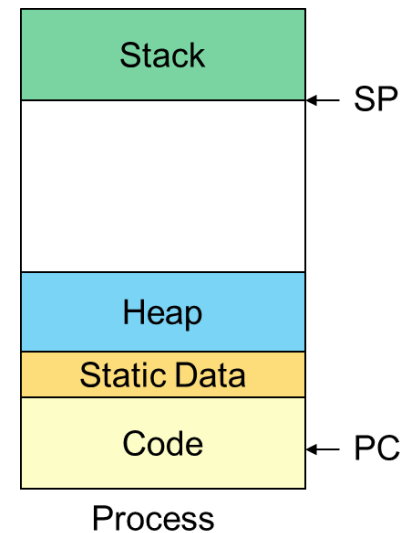 Stack
SP
Heap
Static Data
Code
PC
Process